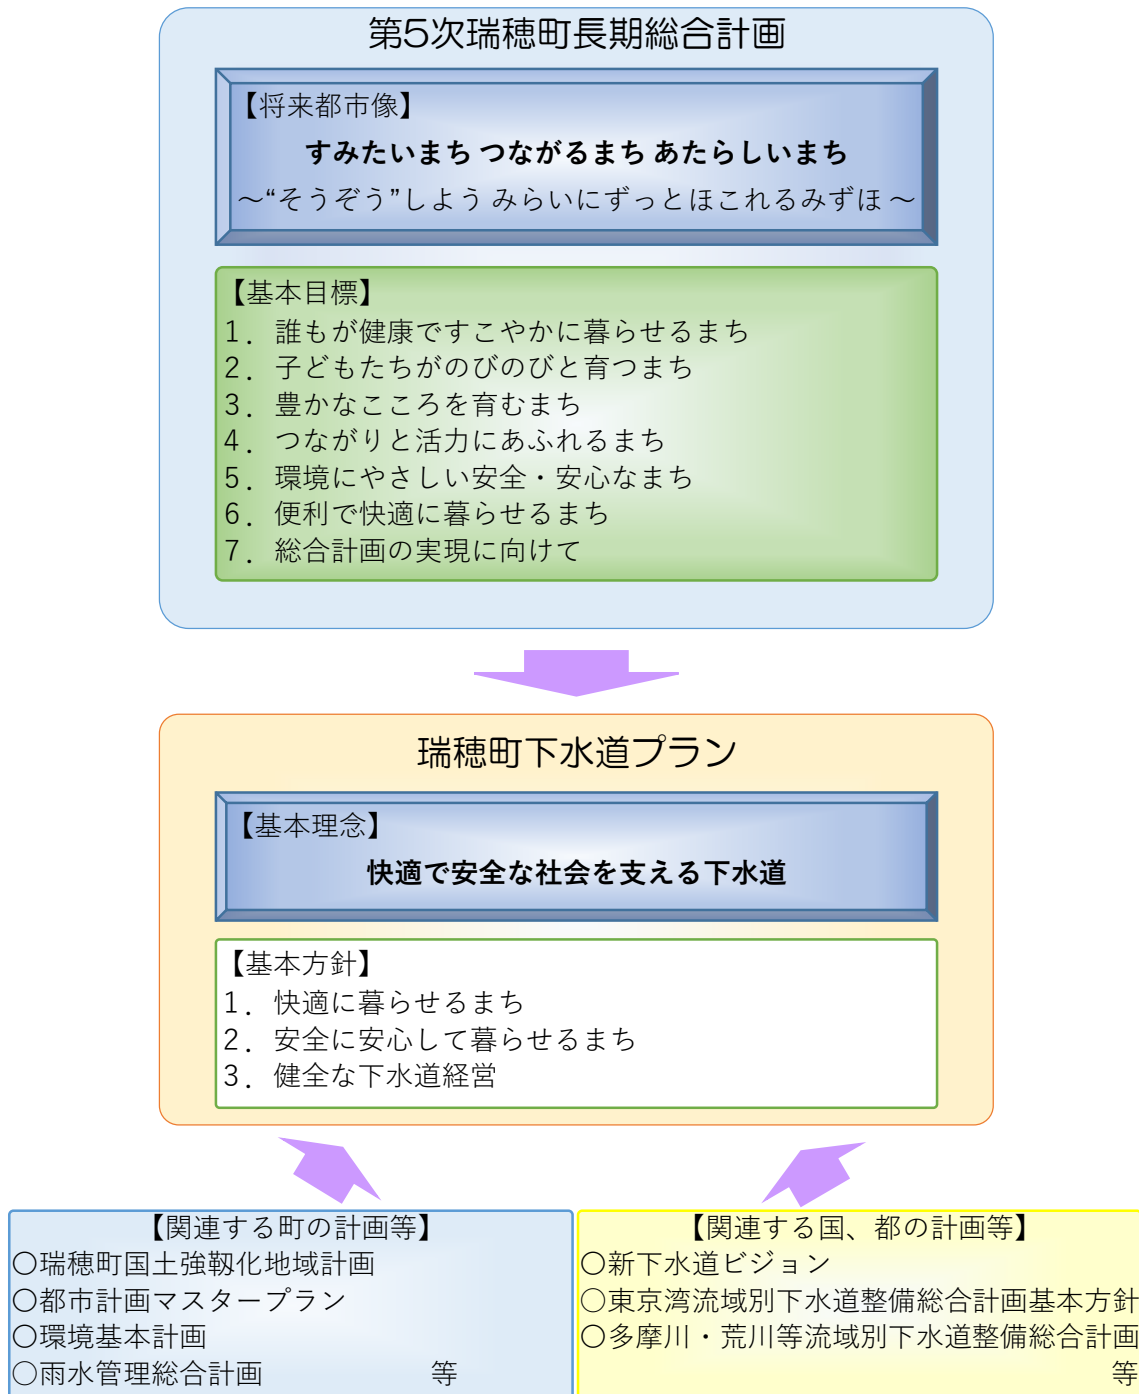 第5次瑞穂町長期総合計画
【将来都市像】
すみたいまち つながるまち あたらしいまち
～“そうぞう”しよう みらいにずっとほこれるみずほ ～
【基本目標】
1．誰もが健康ですこやかに暮らせるまち
2．子どもたちがのびのびと育つまち
3．豊かなこころを育むまち
4．つながりと活力にあふれるまち
5．環境にやさしい安全・安心なまち
6．便利で快適に暮らせるまち
7．総合計画の実現に向けて
瑞穂町下水道プラン
【基本理念】
快適で安全な社会を支える下水道
【基本方針】
1．快適に暮らせるまち
2．安全に安心して暮らせるまち
3．健全な下水道経営
【関連する町の計画等】
〇瑞穂町国土強靱化地域計画
〇都市計画マスタープラン
〇環境基本計画
〇雨水管理総合計画　　　　　等
【関連する国、都の計画等】
〇新下水道ビジョン
〇東京湾流域別下水道整備総合計画基本方針
〇多摩川・荒川等流域別下水道整備総合計画
等